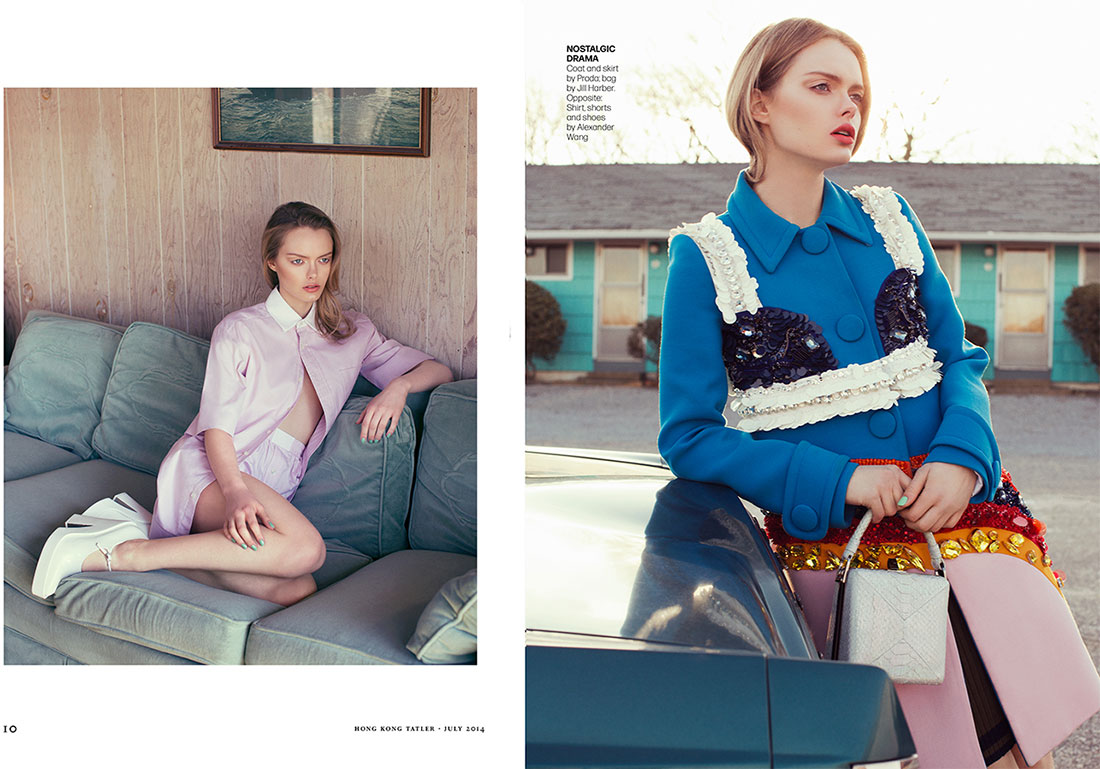 NOSTALGIC
DRAMA
Coat and skirt
by Prada; bag
by Jill Harber.
Opposite:
Shirt, shorts
and shoes
by Alexander
Wang
10
HONG KONG TATLER · JULY 2014